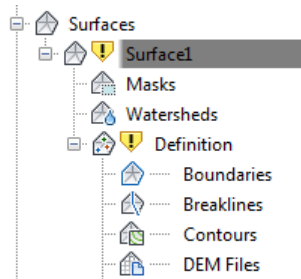 Surfaces
Surface1
Masks
Watersheds
Definition
Boundaries
Breaklines
Contours
DEM Files